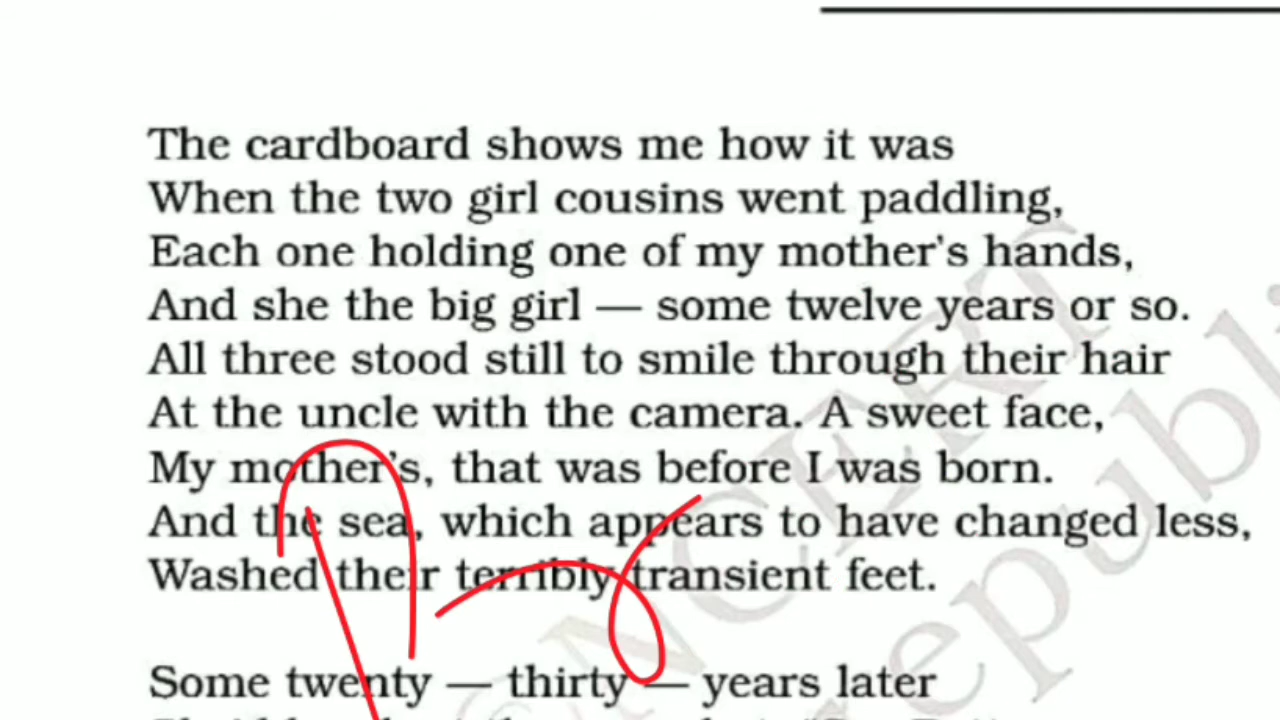 The cardboard shows me how it was
When the two girl cousins went paddling,
Each one holding one of my mother's hands,
And she the big girl — some twelve years or so.
All three stood still to smile through their hair
At the uncle with the camera. A sweet face,
My mother's, that was before I was born.
And the sea, which appears to have changed less,
Washed their terribly transient feet.
Some twenty — thirty — years later
© NCERT
republi